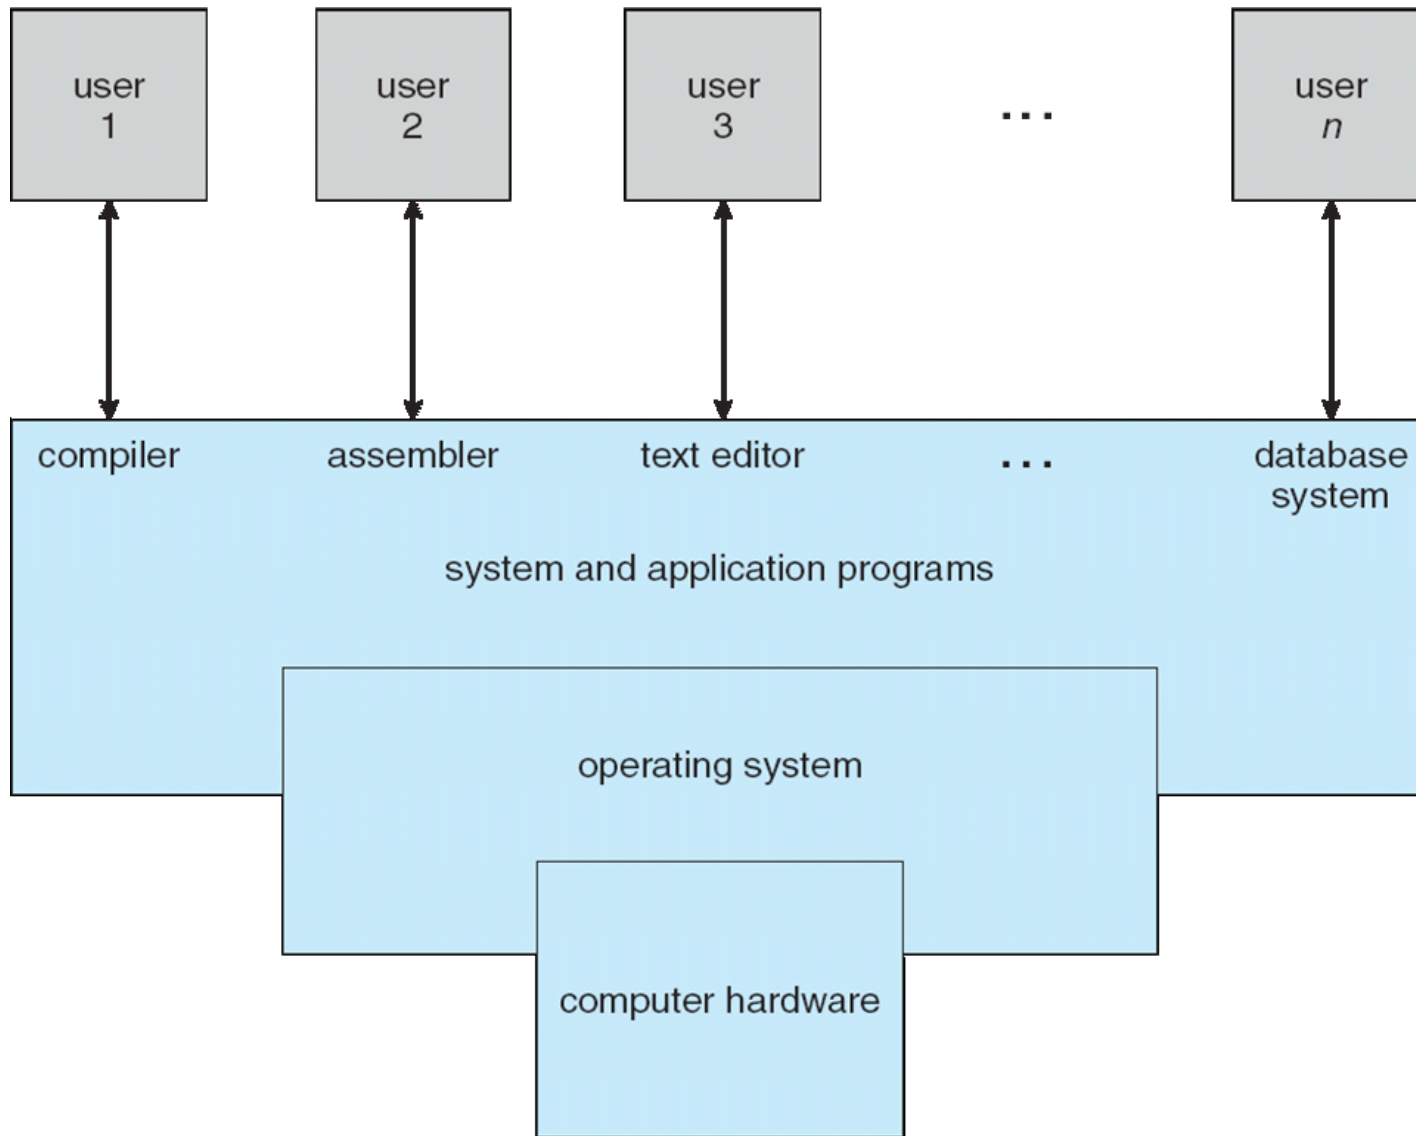 user
1
user
2
user
3
...
user
n
compiler
assembler
text editor
...
database
system
system and application programs
operating system
computer hardware